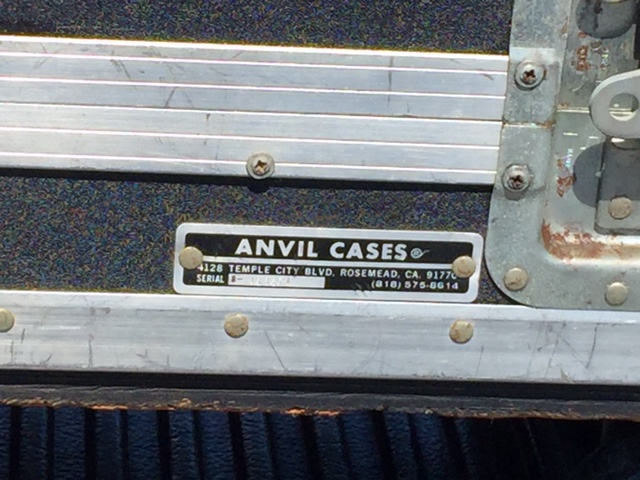 ANVIL CASES®
4128 TEMPLE CITY BLVD, ROSEMEAD, CA. 91770
SERIAL
(818) 575-8614